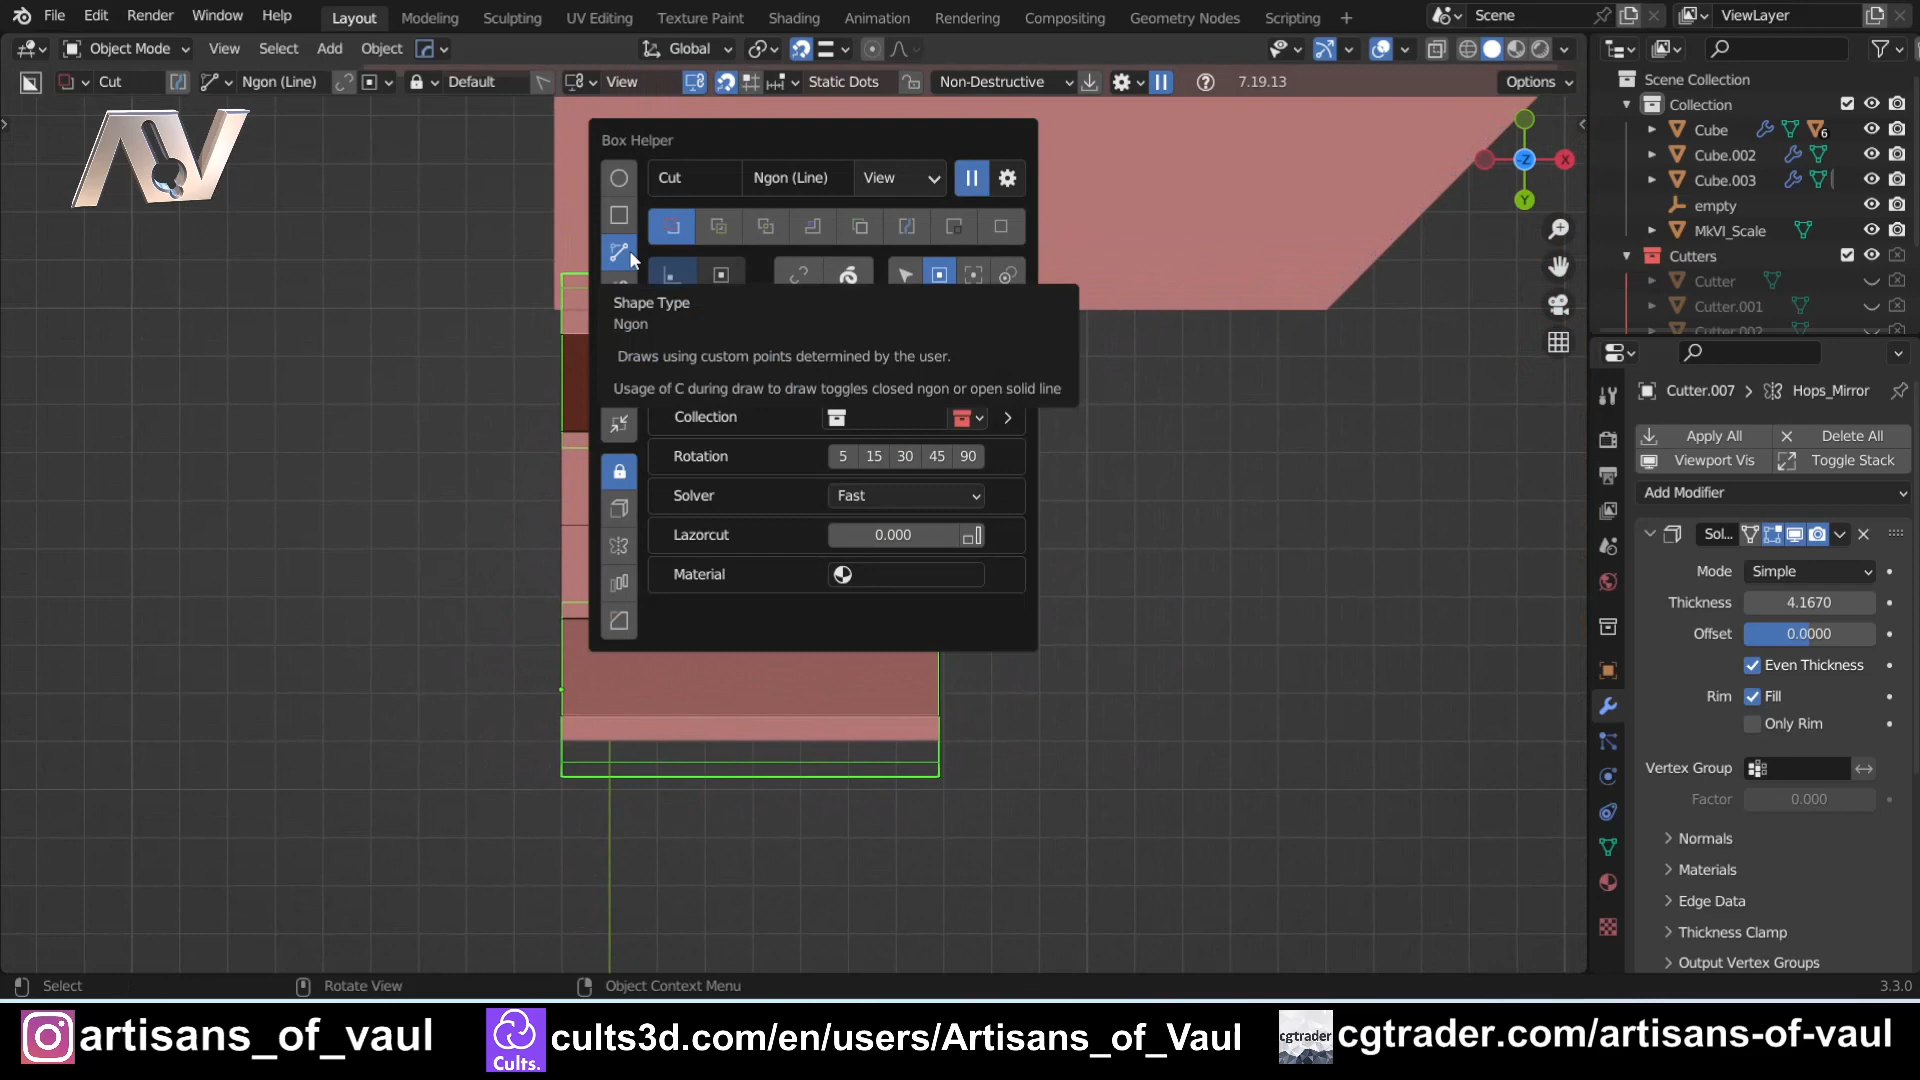 File Edit Render Window Help Layout Modeling Sculpting UV Editing Texture Paint Shading Animation Rendering Compositing Geometry Nodes Scripting + Scene ViewLayer
Object Mode View Select Add Object Global
Cut Ngon (Line) Default View Static Dots Non-Destructive 7.19.13 Options
Scene Collection
Collection
Cube 6
Cube.002
Cube.003
empty
MkVI_Scale
Cutters
Cutter
Cutter.001
Cutter.002
AV
-Z X
Y
Box Helper
Cut Ngon (Line) View
Shape Type
Ngon
Draws using custom points determined by the user.
Usage of C during draw to draw toggles closed ngon or open solid line
Collection
Rotation 5 15 30 45 90
Solver Fast
Lazorcut 0.000
Material
Cutter.007 Hops_Mirror
Apply All Delete All
Viewport Vis Toggle Stack
Add Modifier
Sol...
Mode Simple
Thickness 4.1670
Offset 0.0000
Even Thickness
Rim Fill
Only Rim
Vertex Group
Factor 0.000
Normals
Materials
Edge Data
Thickness Clamp
Output Vertex Groups
Select Rotate View Object Context Menu 3.3.0
artisans_of_vaul Cults. cults3d.com/en/users/Artisans_of_Vaul cgtrader cgtrader.com/artisans-of-vaul